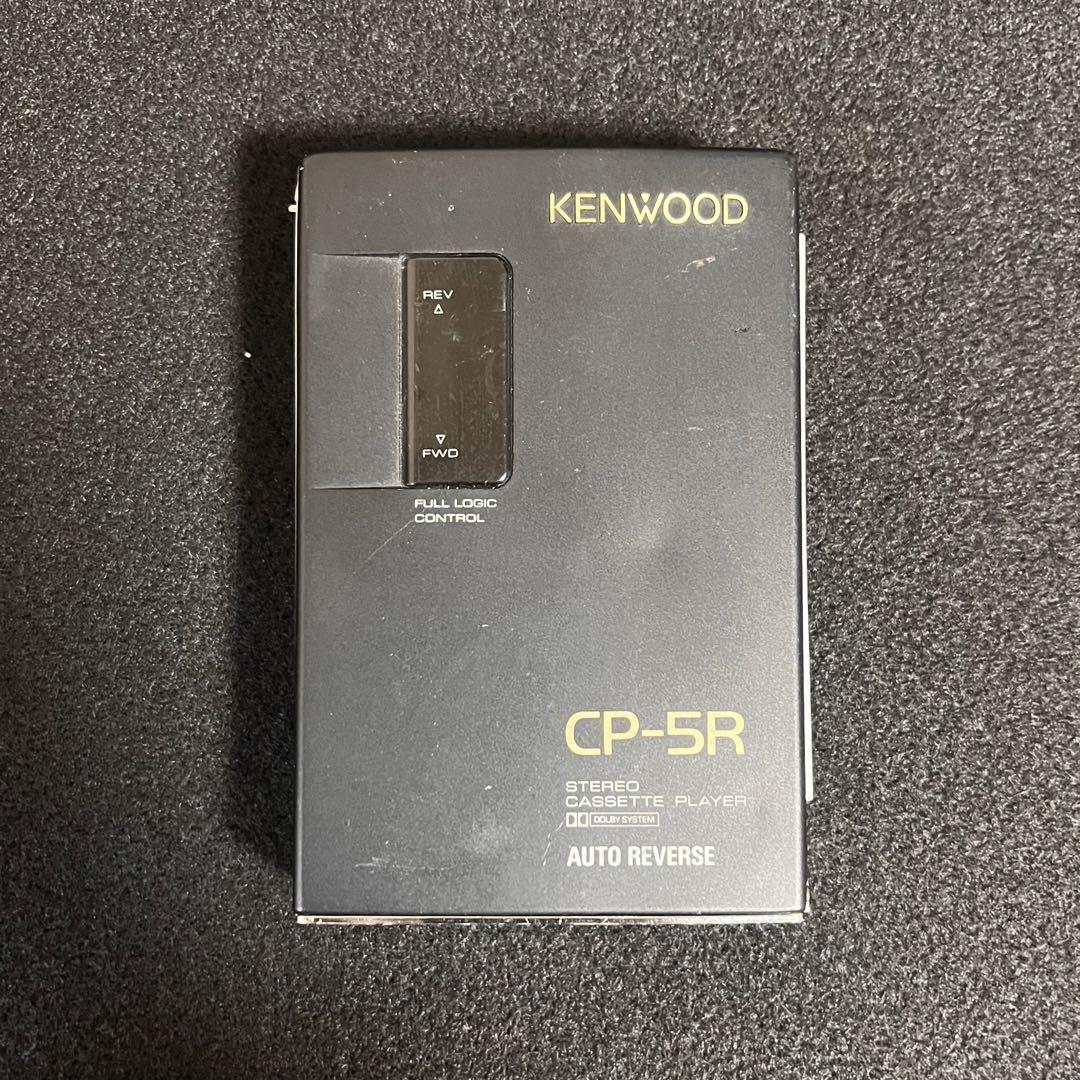 KENWOOD
REV
△
▽
FWD
FULL LOGIC
CONTROL
CP-5R
STEREO
CASSETTE PLAYER
DOLBY SYSTEM
AUTO REVERSE